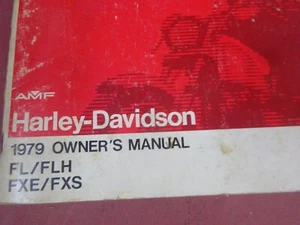 AMF
Harley-Davidson
1979 OWNER'S MANUAL
FL/FLH
FXE/FXS